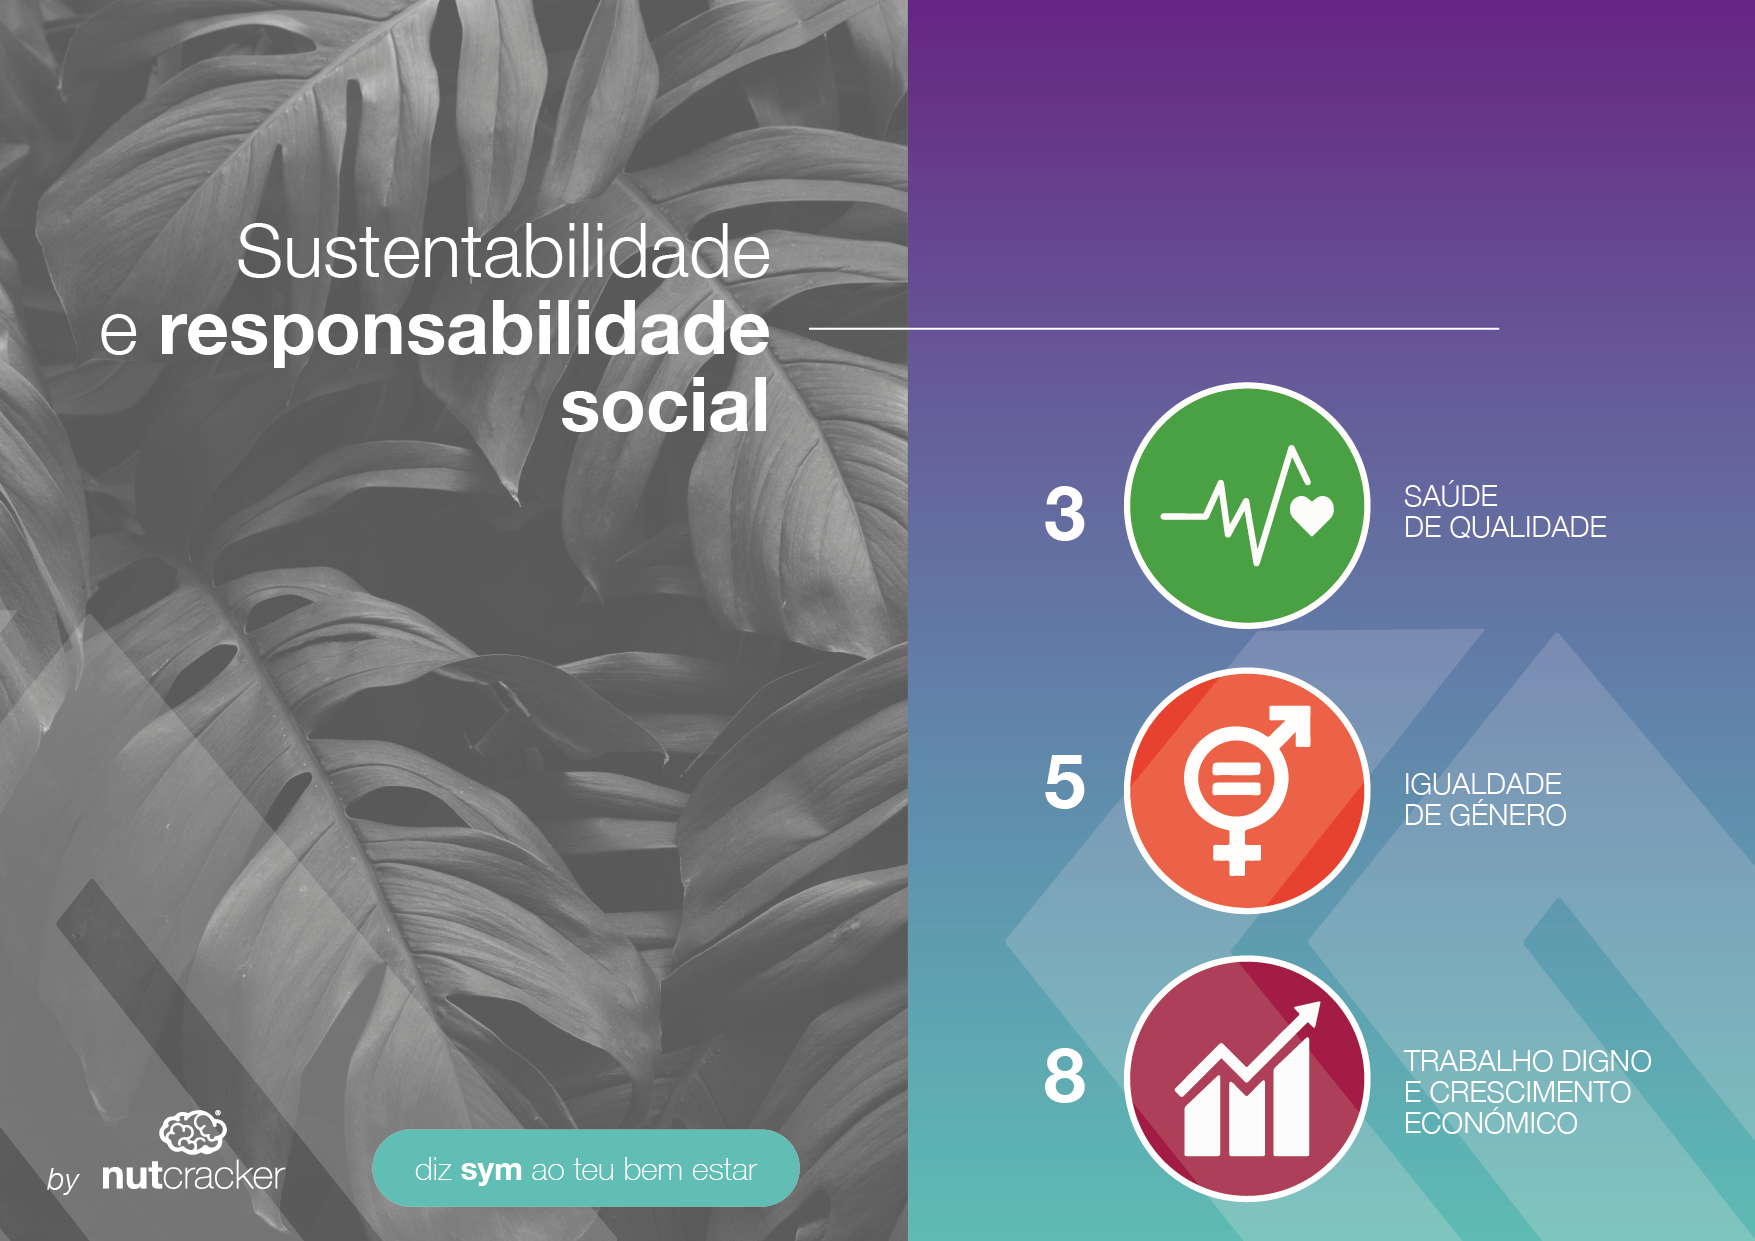 Sustentabilidade
e responsabilidade
social
3
SAÚDE
DE QUALIDADE
5
IGUALDADE
DE GÉNERO
8
TRABALHO DIGNO
E CRESCIMENTO
ECONÓMICO
by nutcracker
diz sym ao teu bem estar